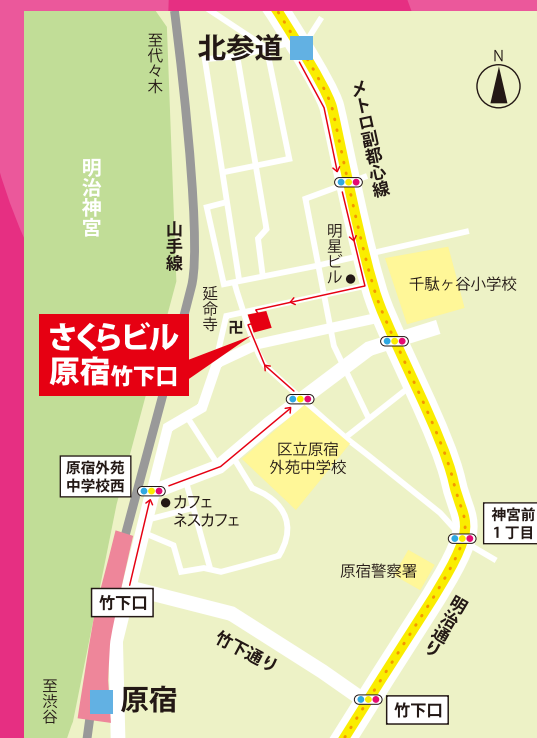 至代々木
北参道
N
メトロ副都心線
明治神宮
山手線
明星ビル
千駄ヶ谷小学校
延命寺
卍
さくらビル
原宿竹下口
区立原宿
外苑中学校
原宿外苑
中学校西
カフェ
ネスカフェ
神宮前
1丁目
原宿警察署
竹下口
明治通り
竹下通り
至渋谷
原宿
竹下口